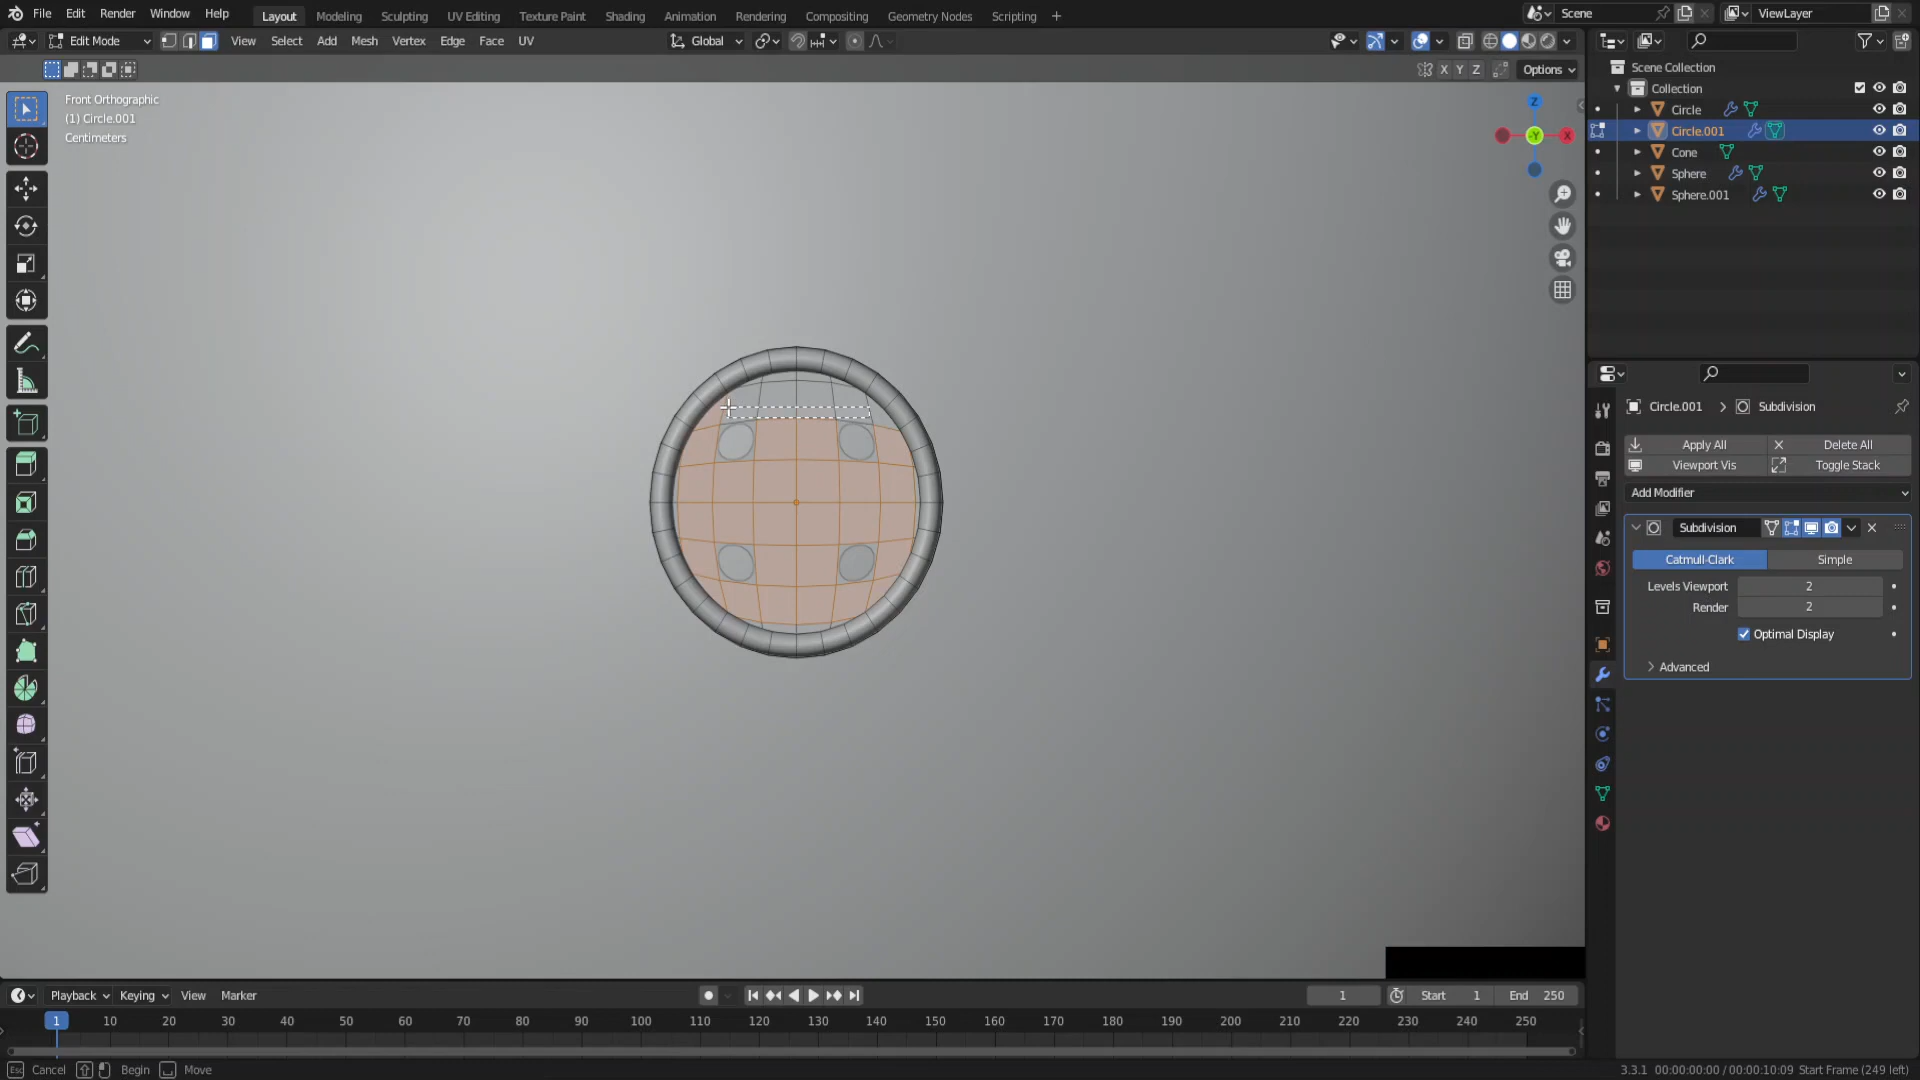 File Edit Render Window Help Layout Modeling Sculpting UV Editing Texture Paint Shading Animation Rendering Compositing Geometry Nodes Scripting + Scene ViewLayer
Edit Mode View Select Add Mesh Vertex Edge Face UV Global
X Y Z Options
Front Orthographic
(1) Circle.001
Centimeters
Z
Y
X
Scene Collection
Collection
Circle
Circle.001
Cone
Sphere
Sphere.001
Circle.001 Subdivision
Apply All Delete All
Viewport Vis Toggle Stack
Add Modifier
Subdivision
Catmull-Clark Simple
Levels Viewport 2
Render 2
Optimal Display
Advanced
Playback Keying View Marker 1 Start 1 End 250
1 10 20 30 40 50 60 70 80 90 100 110 120 130 140 150 160 170 180 190 200 210 220 230 240 250
Esc Cancel Begin Move 3.3.1 00:00:00:00 / 00:00:10:09 Start Frame (249 left)